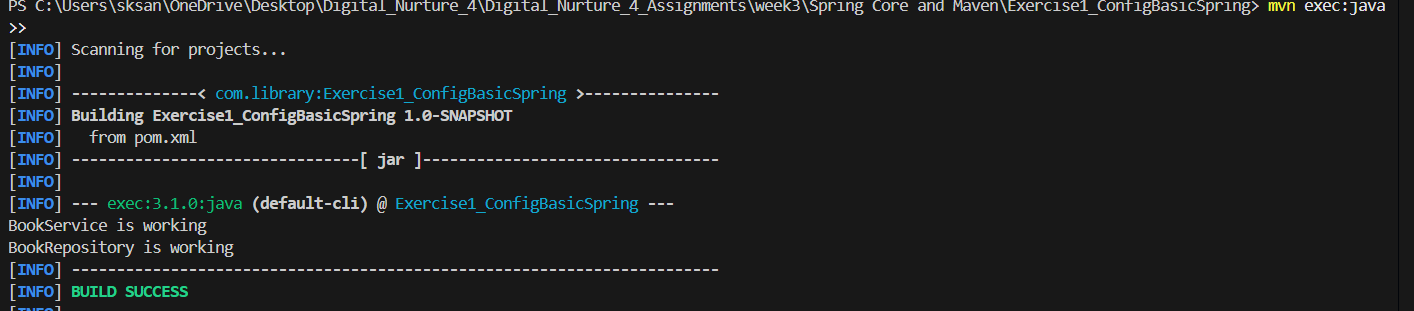 PS C:\Users\sksan\OneDrive\Desktop\Digital_Nurture_4\Digital_Nurture_4_Assignments\week3\Spring Core and Maven\Exercise1_ConfigBasicSpring> mvn exec:java
>>
[INFO] Scanning for projects...
[INFO]
[INFO] --------------< com.library:Exercise1_ConfigBasicSpring >---------------
[INFO] Building Exercise1_ConfigBasicSpring 1.0-SNAPSHOT
[INFO]   from pom.xml
[INFO] --------------------------------[ jar ]---------------------------------
[INFO]
[INFO] --- exec:3.1.0:java (default-cli) @ Exercise1_ConfigBasicSpring ---
BookService is working
BookRepository is working
[INFO] ------------------------------------------------------------------------
[INFO] BUILD SUCCESS
[INFO]